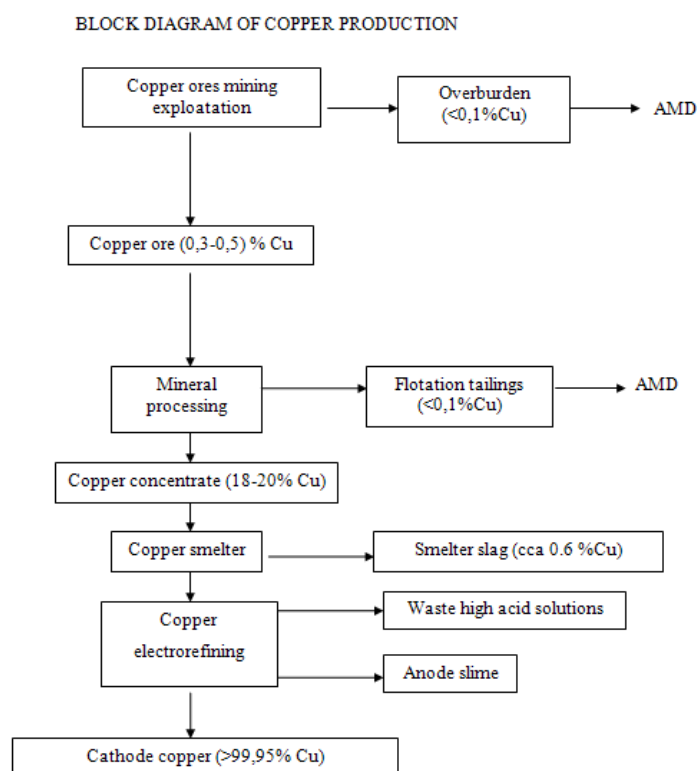 BLOCK DIAGRAM OF COPPER PRODUCTION
Copper ores mining
exploatation
Overburden
(<0,1%Cu)
AMD
Copper ore (0,3-0,5) % Cu
Mineral
processing
Flotation tailings
(<0,1%Cu)
AMD
Copper concentrate (18-20% Cu)
Copper smelter
Smelter slag (cca 0.6 %Cu)
Copper
electrorefining
Waste high acid solutions
Anode slime
Cathode copper (>99,95% Cu)